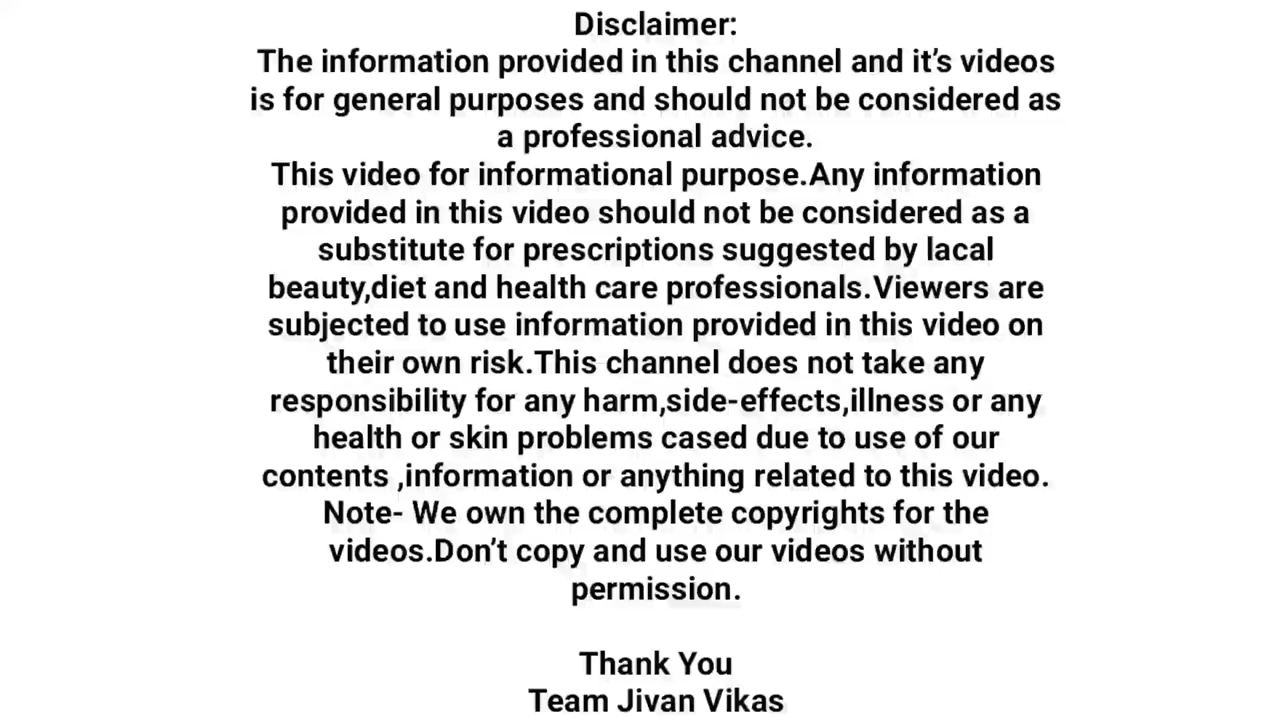 Disclaimer:
The information provided in this channel and it’s videos
is for general purposes and should not be considered as
a professional advice.
This video for informational purpose.Any information
provided in this video should not be considered as a
substitute for prescriptions suggested by lacal
beauty,diet and health care professionals.Viewers are
subjected to use information provided in this video on
their own risk.This channel does not take any
responsibility for any harm,side-effects,illness or any
health or skin problems cased due to use of our
contents ,information or anything related to this video.
Note- We own the complete copyrights for the
videos.Don’t copy and use our videos without
permission.
Thank You
Team Jivan Vikas